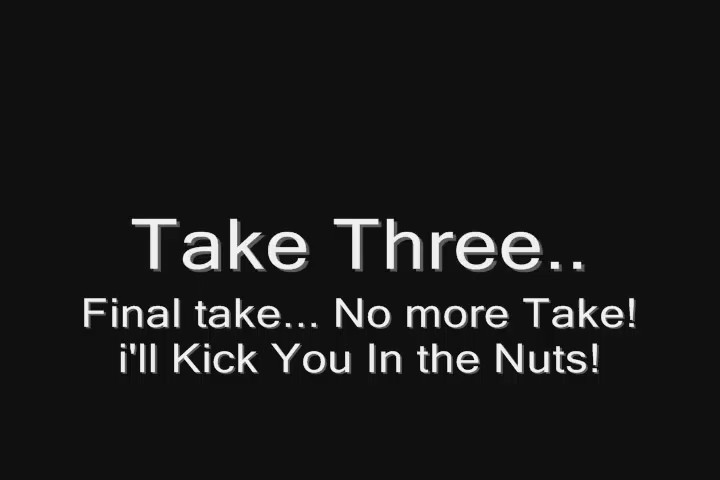 Take Three..
Final take... No more Take!
i'll Kick You In the Nuts!